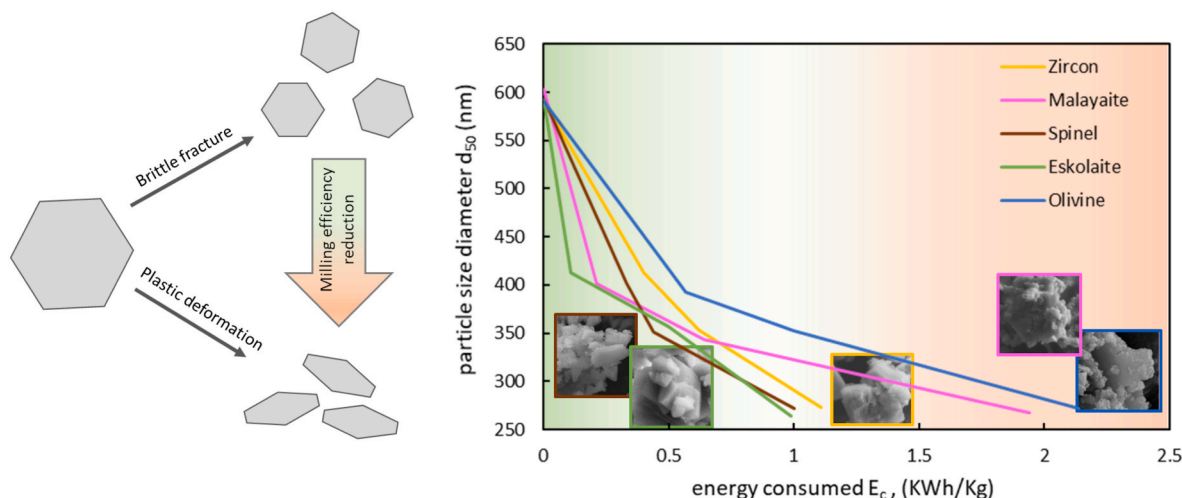 Brittle fracture
Plastic deformation
Milling efficiency
reduction
particle size diameter d₅₀ (nm)
650
600
550
500
450
400
350
300
250
Zircon
Malayaite
Spinel
Eskolaite
Olivine
0
0.5
1
1.5
2
2.5
energy consumed E꜀ , (KWh/Kg)